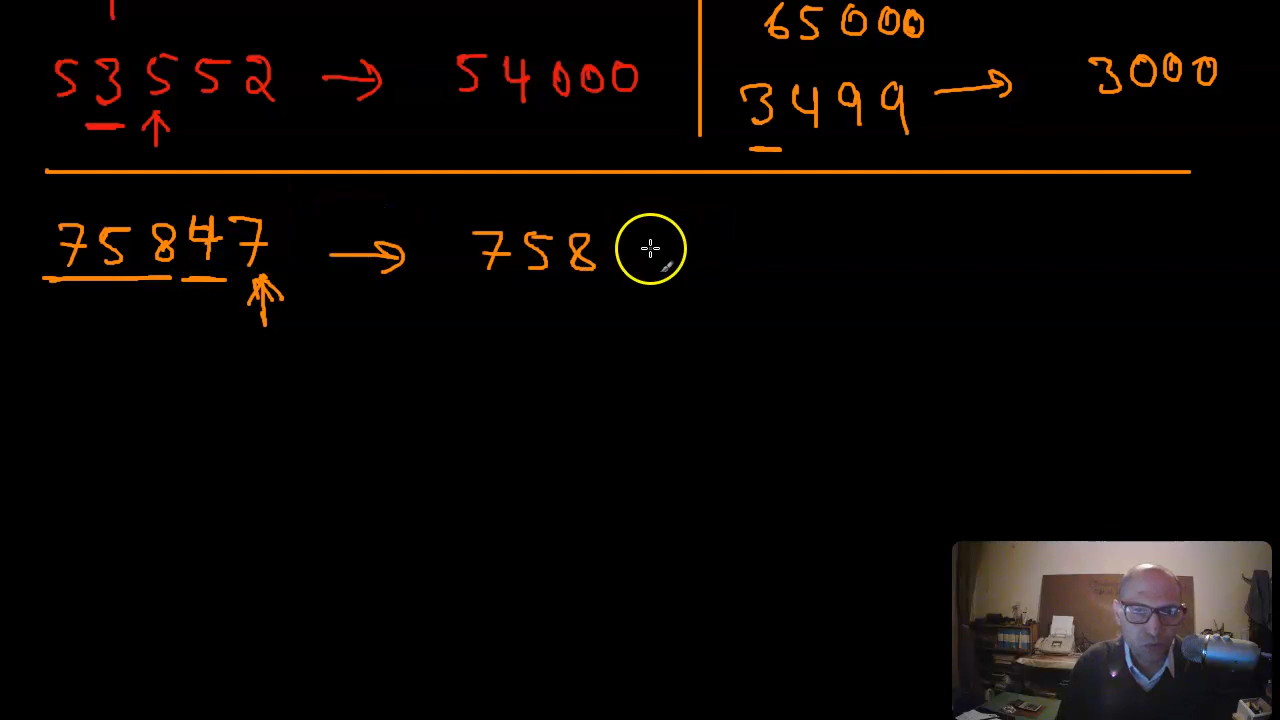 53552 → 54000
65000
3499 → 3000
75847 → 758